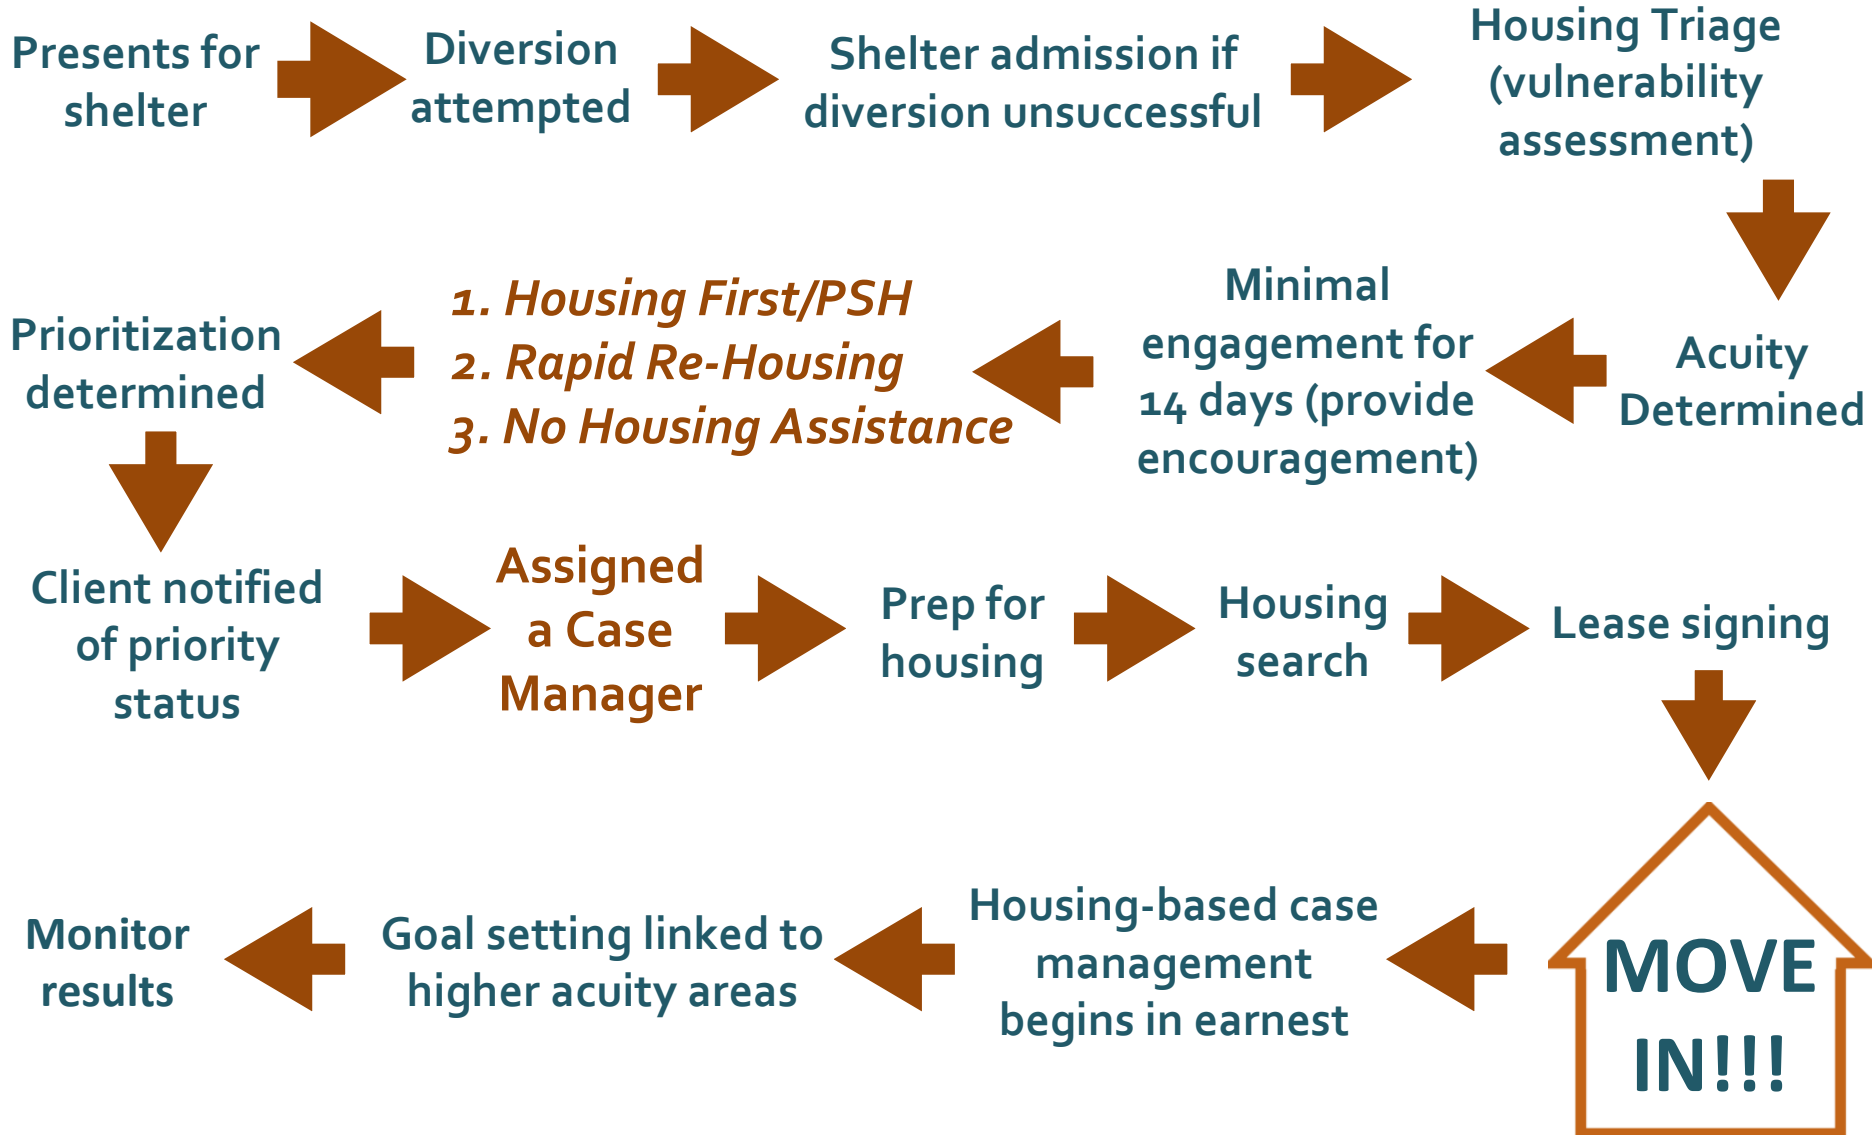 Presents for
shelter
Diversion
attempted
Shelter admission if
diversion unsuccessful
Housing Triage
(vulnerability
assessment)
Acuity
Determined
Minimal
engagement for
14 days (provide
encouragement)
1. Housing First/PSH
2. Rapid Re-Housing
3. No Housing Assistance
Prioritization
determined
Client notified
of priority
status
Assigned
a Case
Manager
Prep for
housing
Housing
search
Lease signing
MOVE
IN!!!
Housing-based case
management
begins in earnest
Goal setting linked to
higher acuity areas
Monitor
results